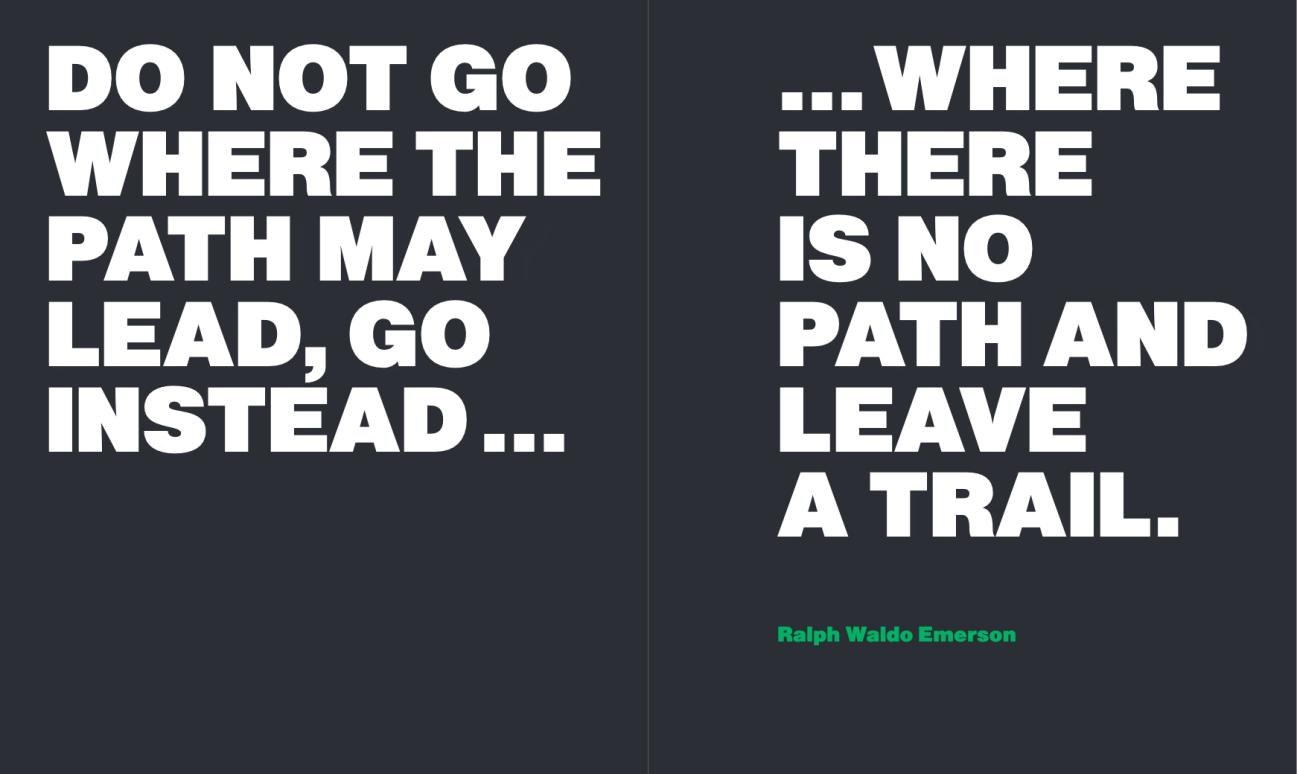 DO NOT GO
WHERE THE
PATH MAY
LEAD, GO
INSTEAD ...
... WHERE
THERE
IS NO
PATH AND
LEAVE
A TRAIL.
Ralph Waldo Emerson